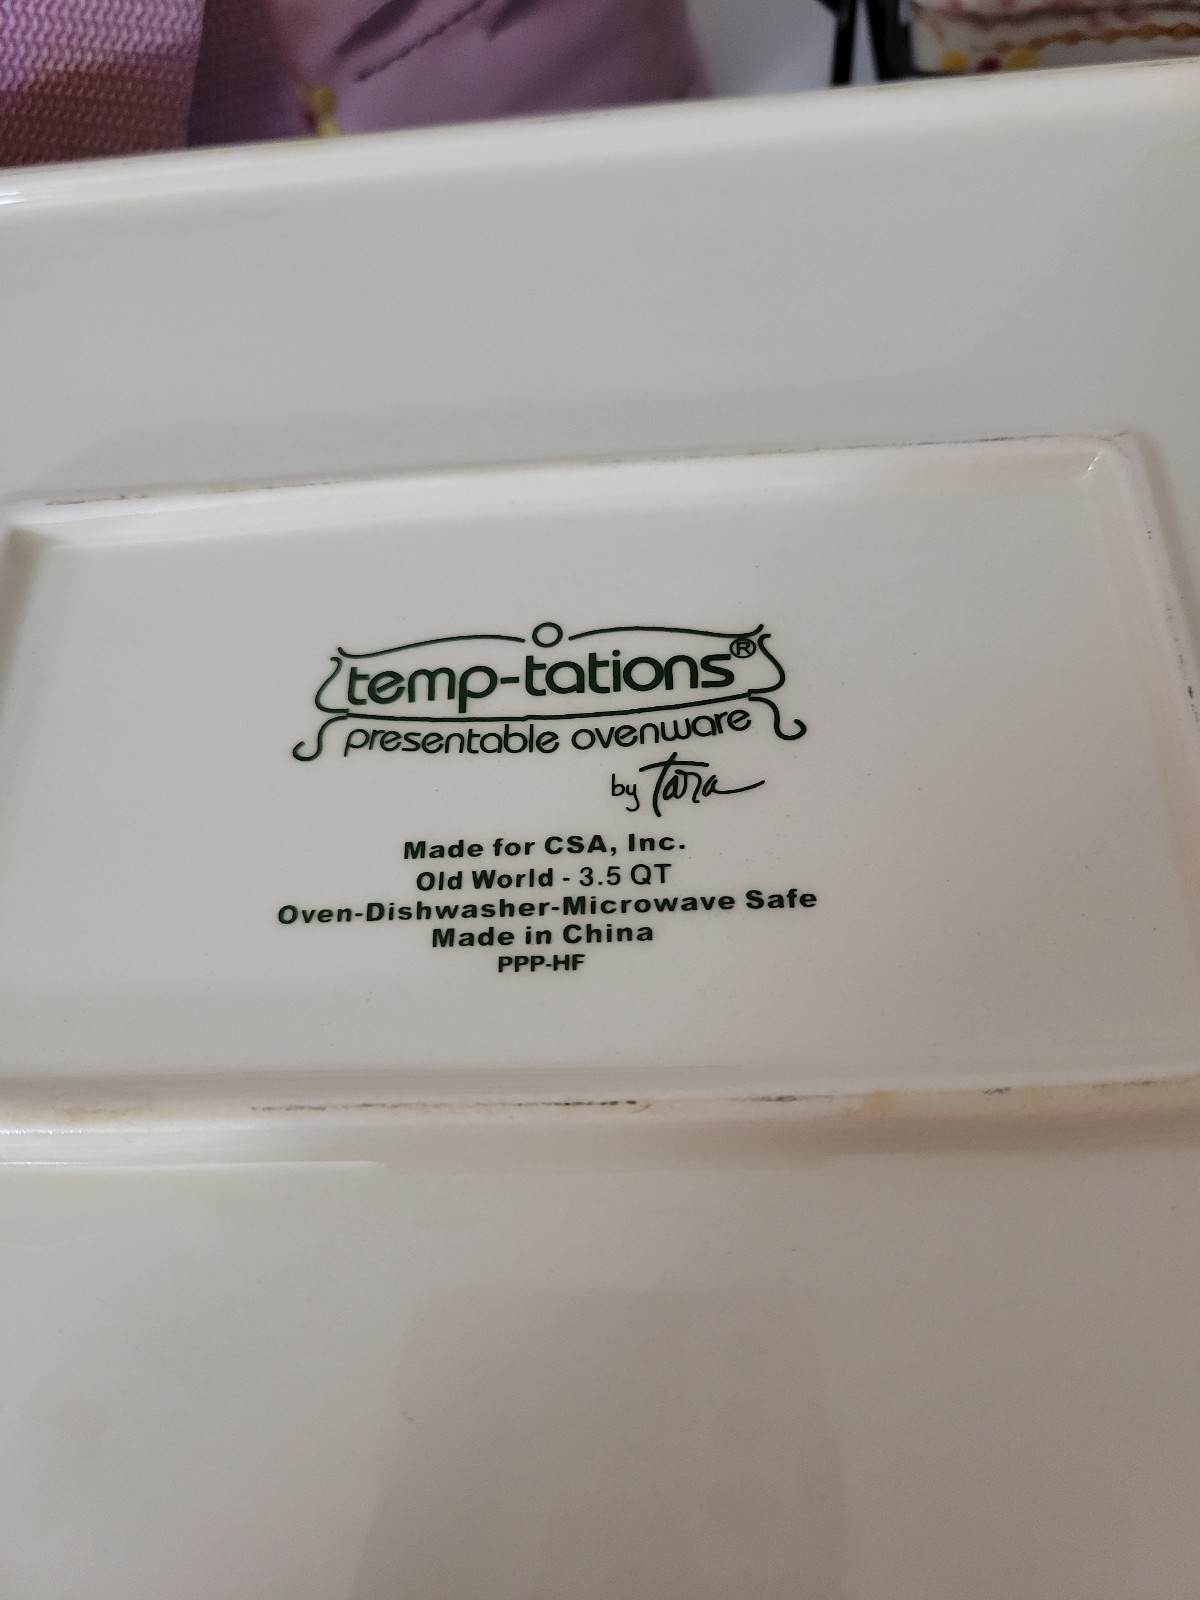 temp-tations®
presentable ovenware
by Tara
Made for CSA, Inc.
Old World - 3.5 QT
Oven-Dishwasher-Microwave Safe
Made in China
PPP-HF